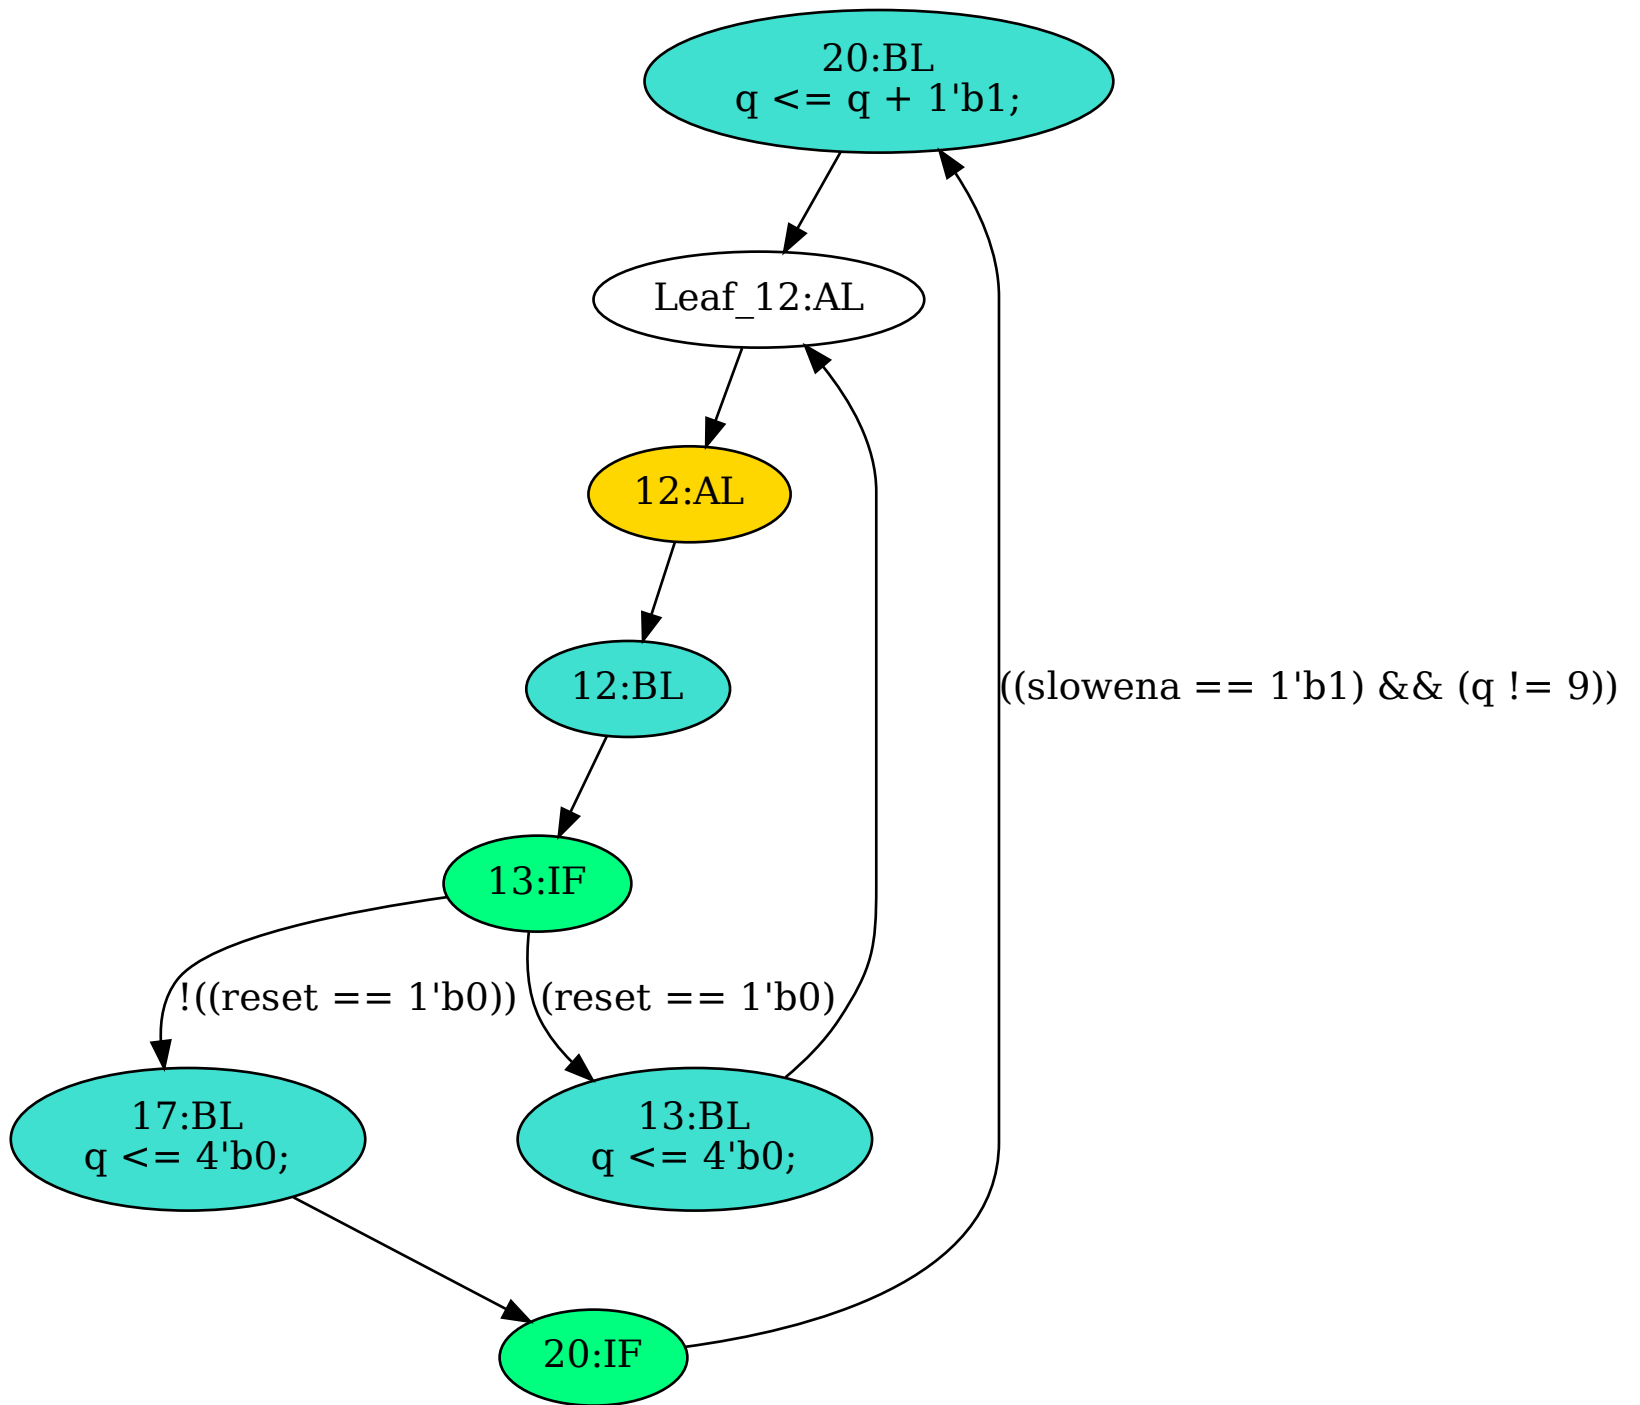 20:BL
q <= q + 1'b1;
Leaf_12:AL
12:AL
12:BL
((slowena == 1'b1) && (q != 9))
13:IF
!((reset == 1'b0))
(reset == 1'b0)
17:BL
q <= 4'b0;
13:BL
q <= 4'b0;
20:IF